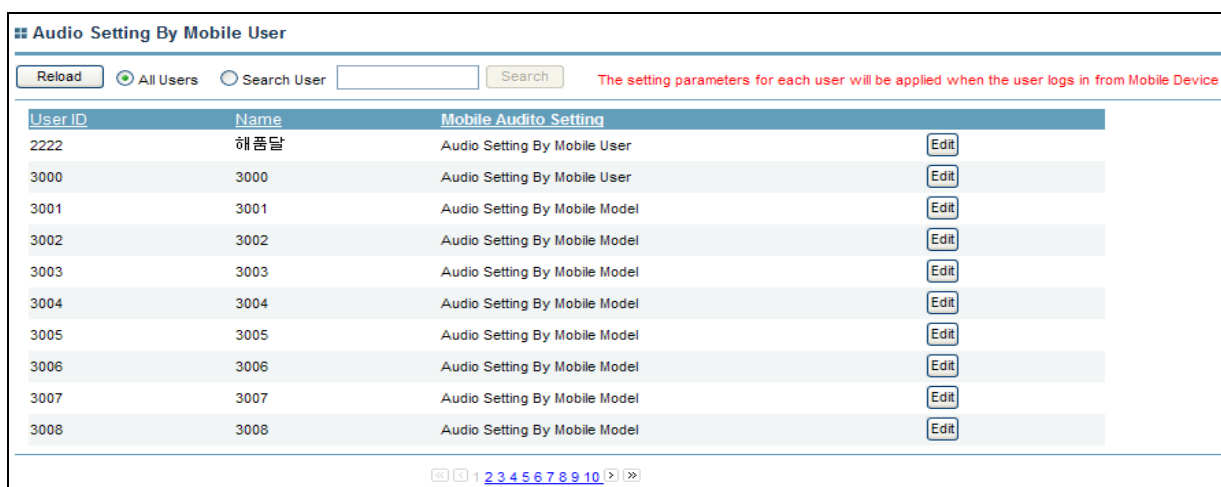 Audio Setting By Mobile User
Reload All Users Search User Search The setting parameters for each user will be applied when the user logs in from Mobile Device
User ID Name Mobile Audito Setting
2222 해품달 Audio Setting By Mobile User Edit
3000 3000 Audio Setting By Mobile User Edit
3001 3001 Audio Setting By Mobile Model Edit
3002 3002 Audio Setting By Mobile Model Edit
3003 3003 Audio Setting By Mobile Model Edit
3004 3004 Audio Setting By Mobile Model Edit
3005 3005 Audio Setting By Mobile Model Edit
3006 3006 Audio Setting By Mobile Model Edit
3007 3007 Audio Setting By Mobile Model Edit
3008 3008 Audio Setting By Mobile Model Edit
1 2 3 4 5 6 7 8 9 10